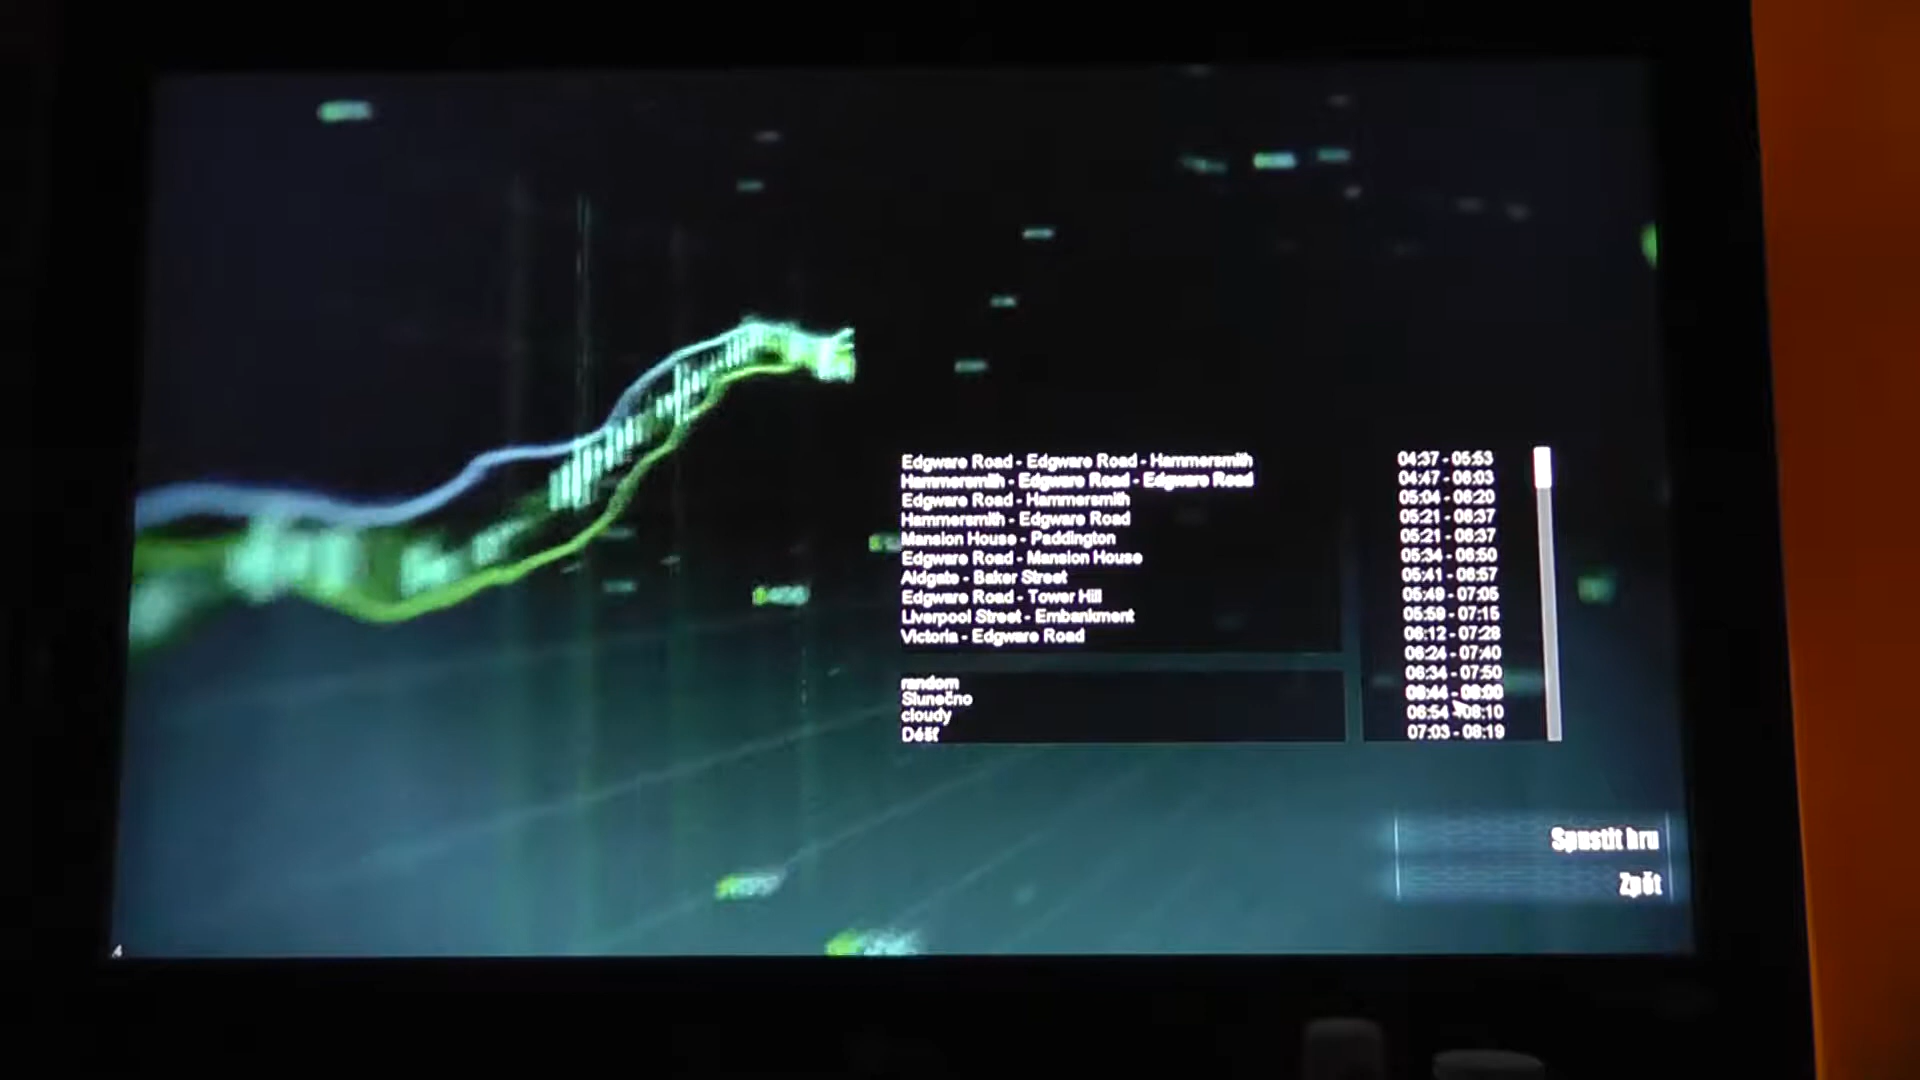 Edgware Road - Edgware Road - Hammersmith
Hammersmith - Edgware Road - Edgware Road
Edgware Road - Hammersmith
Hammersmith - Edgware Road
Mansion House - Paddington
Edgware Road - Mansion House
Aldgate - Baker Street
Edgware Road - Tower Hill
Liverpool Street - Embankment
Victoria - Edgware Road
random
Slunečno
cloudy
Déšť
04:37 - 05:53
04:47 - 06:03
05:04 - 06:20
05:21 - 06:37
05:21 - 06:37
05:34 - 06:50
05:41 - 06:57
05:49 - 07:05
05:59 - 07:15
06:12 - 07:28
06:24 - 07:40
06:34 - 07:50
06:44 - 08:00
06:54 - 08:10
07:03 - 08:19
Spustit hru
Zpět
.4